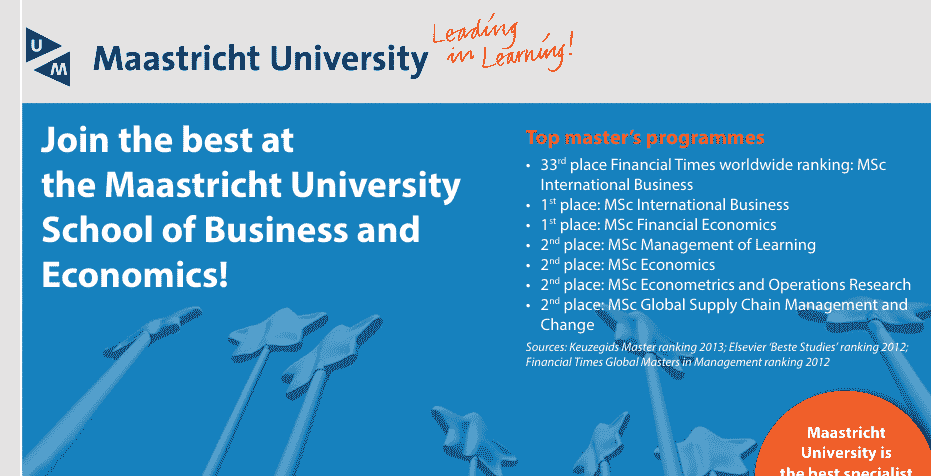 U
M
Maastricht University
Leading
in Learning!
Join the best at
the Maastricht University
School of Business and
Economics!
Top master's programmes
• 33rd place Financial Times worldwide ranking: MSc
International Business
• 1st place: MSc International Business
• 1st place: MSc Financial Economics
• 2nd place: MSc Management of Learning
• 2nd place: MSc Economics
• 2nd place: MSc Econometrics and Operations Research
• 2nd place: MSc Global Supply Chain Management and
Change
Sources: Keuzegids Master ranking 2013; Elsevier ‘Beste Studies’ ranking 2012;
Financial Times Global Masters in Management ranking 2012
Maastricht
University is
the best specialist